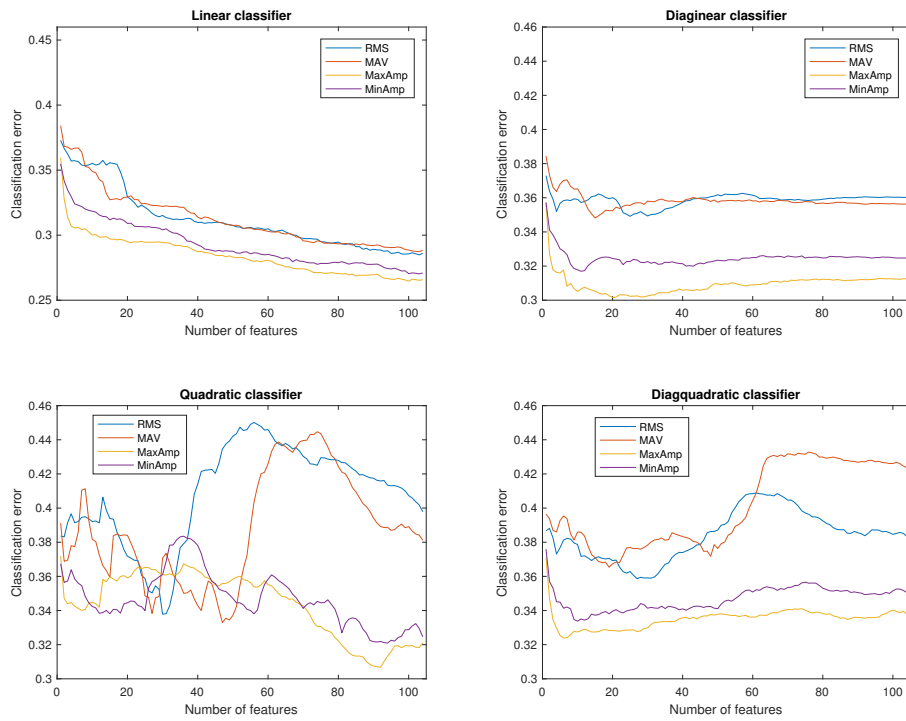 Linear classifier
0.45
0.4
0.35
0.3
0.25
Classification error
RMS
MAV
MaxAmp
MinAmp
0 20 40 60 80 100
Number of features
Diaginear classifier
0.46
0.44
0.42
0.4
0.38
0.36
0.34
0.32
0.3
Classification error
RMS
MAV
MaxAmp
MinAmp
0 20 40 60 80 100
Number of features
Quadratic classifier
0.46
0.44
0.42
0.4
0.38
0.36
0.34
0.32
0.3
Classification error
RMS
MAV
MaxAmp
MinAmp
0 20 40 60 80 100
Number of features
Diagquadratic classifier
0.46
0.44
0.42
0.4
0.38
0.36
0.34
0.32
0.3
Classification error
RMS
MAV
MaxAmp
MinAmp
0 20 40 60 80 100
Number of features